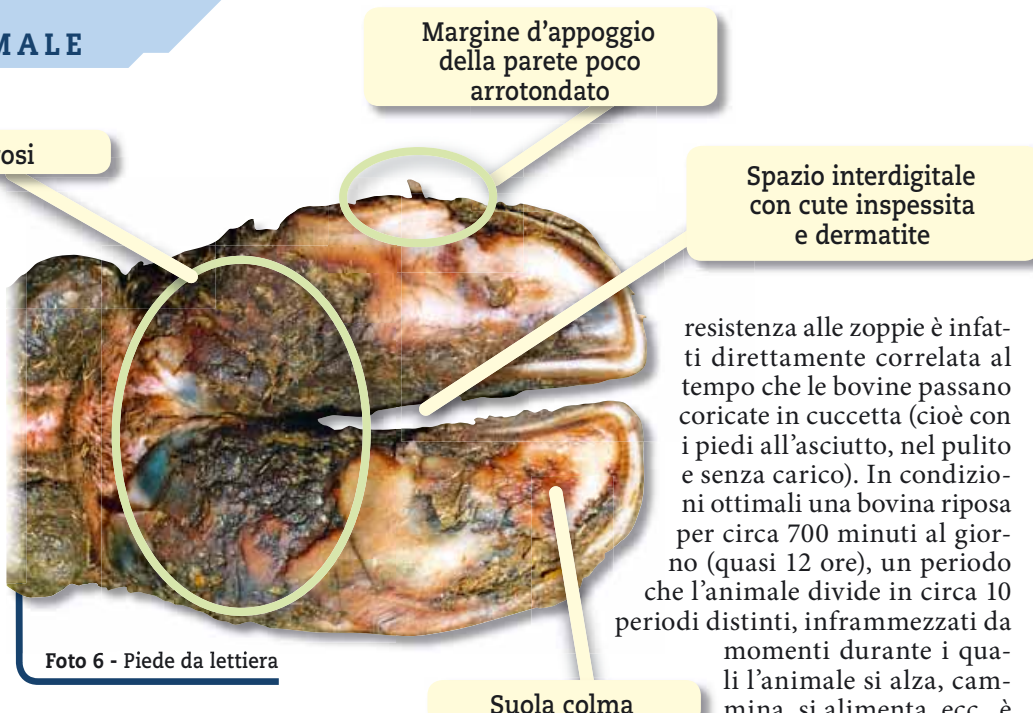 MALE
Margine d'appoggio
della parete poco
arrotondato
osi
Spazio interdigitale
con cute inspessita
e dermatite
resistenza alle zoppie è infat-
ti direttamente correlata al
tempo che le bovine passano
coricate in cuccetta (cioè con
i piedi all'asciutto, nel pulito
e senza carico). In condizio-
ni ottimali una bovina riposa
per circa 700 minuti al gior-
no (quasi 12 ore), un periodo
che l'animale divide in circa 10
periodi distinti, inframmezzati da
momenti durante i qua-
li l'animale si alza, cam-
mina, si alimenta, ecc., è
Foto 6 - Piede da lettiera
Suola colma